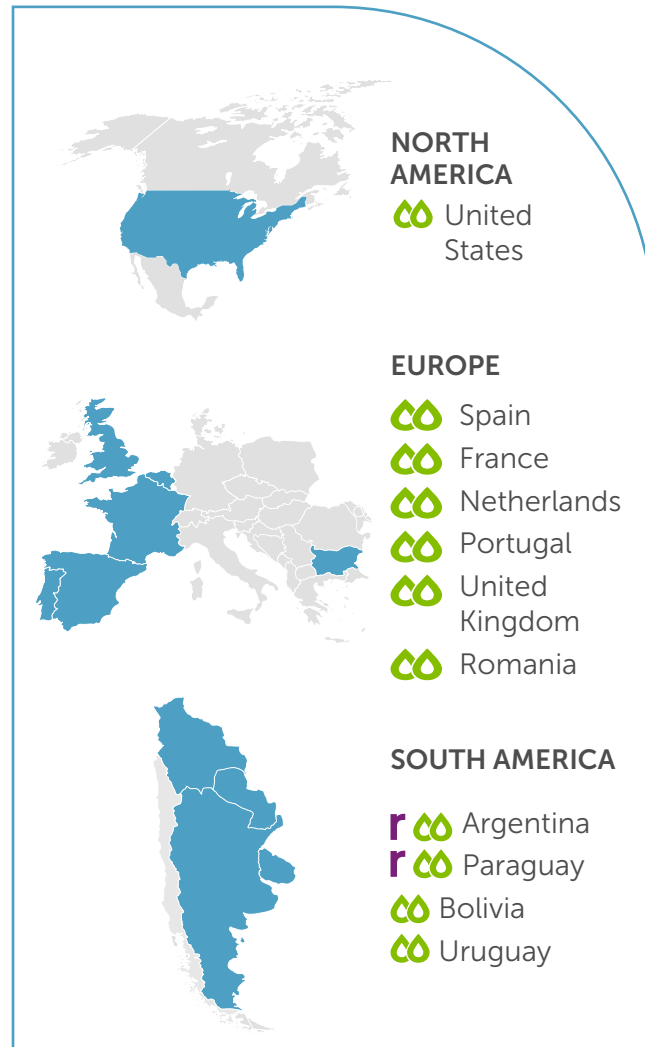 NORTH
AMERICA
United
States
EUROPE
Spain
France
Netherlands
Portugal
United
Kingdom
Romania
SOUTH AMERICA
r Argentina
r Paraguay
Bolivia
Uruguay